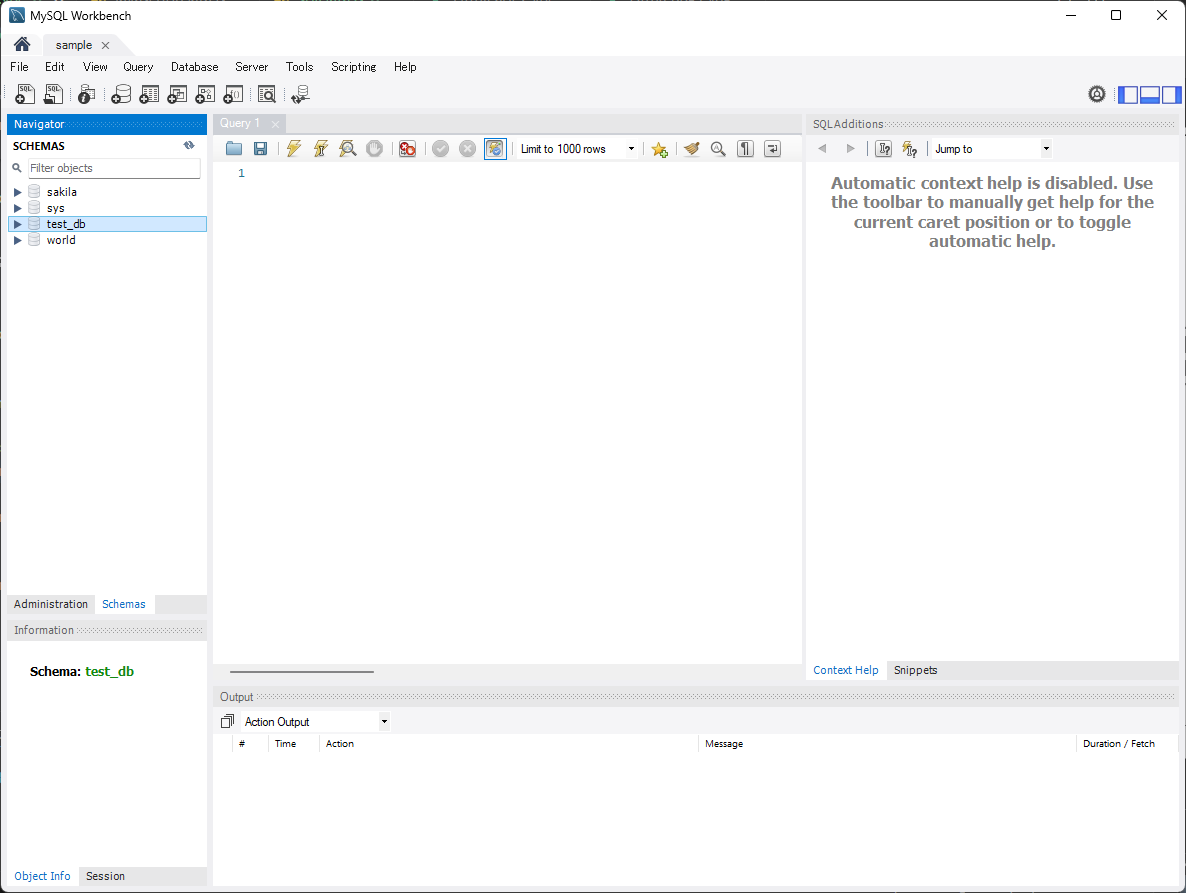 MySQL Workbench
sample
File Edit View Query Database Server Tools Scripting Help
Navigator
SCHEMAS
Filter objects
sakila
sys
test_db
world
Administration Schemas
Information
Schema: test_db
Object Info Session
Query 1
Limit to 1000 rows
1
SQLAdditions
Jump to
Automatic context help is disabled. Use
the toolbar to manually get help for the
current caret position or to toggle
automatic help.
Context Help Snippets
Output
Action Output
# Time Action Message Duration / Fetch